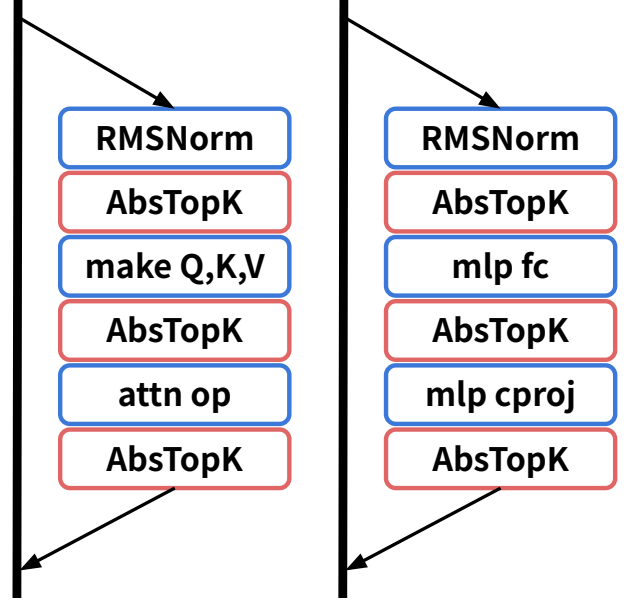 RMSNorm
AbsTopK
make Q,K,V
AbsTopK
attn op
AbsTopK
RMSNorm
AbsTopK
mlp fc
AbsTopK
mlp cproj
AbsTopK